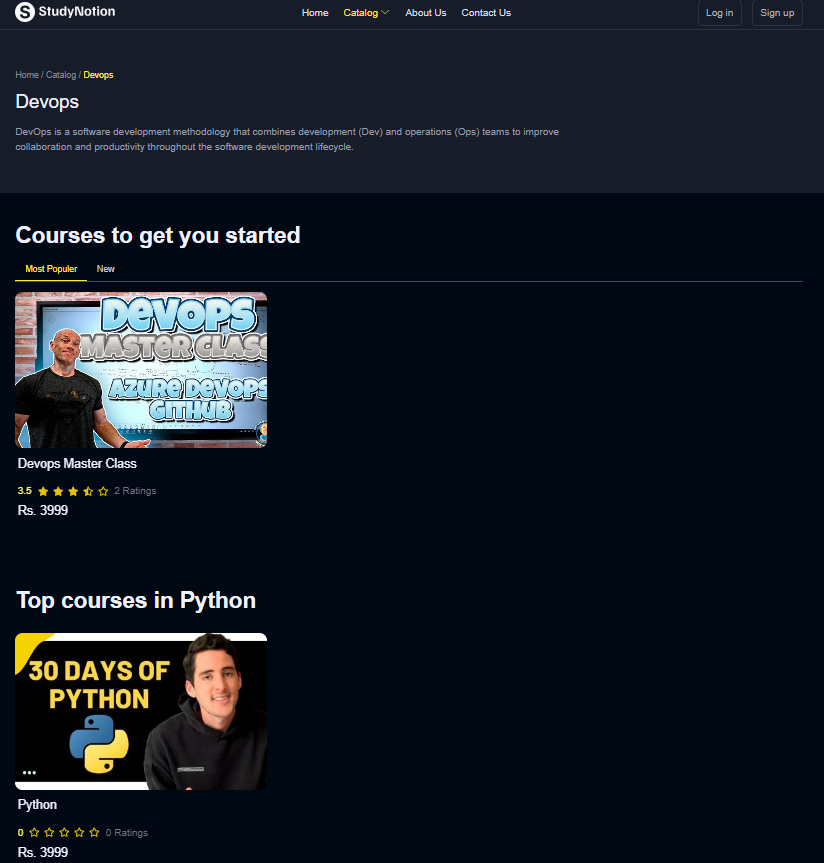 StudyNotion
Home Catalog About Us Contact Us Log in Sign up
Home / Catalog / Devops
Devops
DevOps is a software development methodology that combines development (Dev) and operations (Ops) teams to improve
collaboration and productivity throughout the software development lifecycle.
Courses to get you started
Most Populer New
DEVOPS
MASTER CLASS
AZURE DEVOPS
GITHUB
Devops Master Class
3.5 2 Ratings
Rs. 3999
Top courses in Python
30 DAYS OF
PYTHON
Python
0 0 Ratings
Rs. 3999